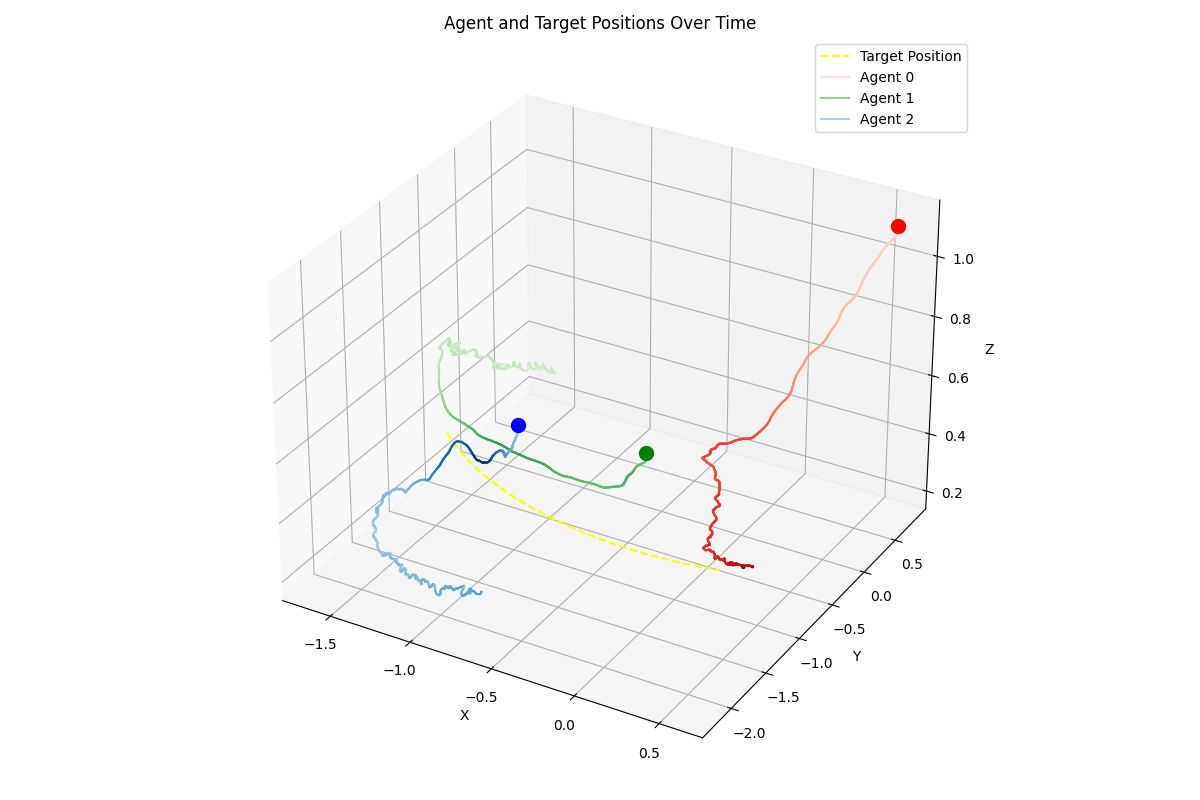 Agent and Target Positions Over Time
Target Position
Agent 0
Agent 1
Agent 2
1.0
0.8
Z
0.6
0.4
0.2
0.5
0.0
−0.5
Y
−1.0
−1.5
−2.0
−1.5
−1.0
−0.5
X
0.0
0.5